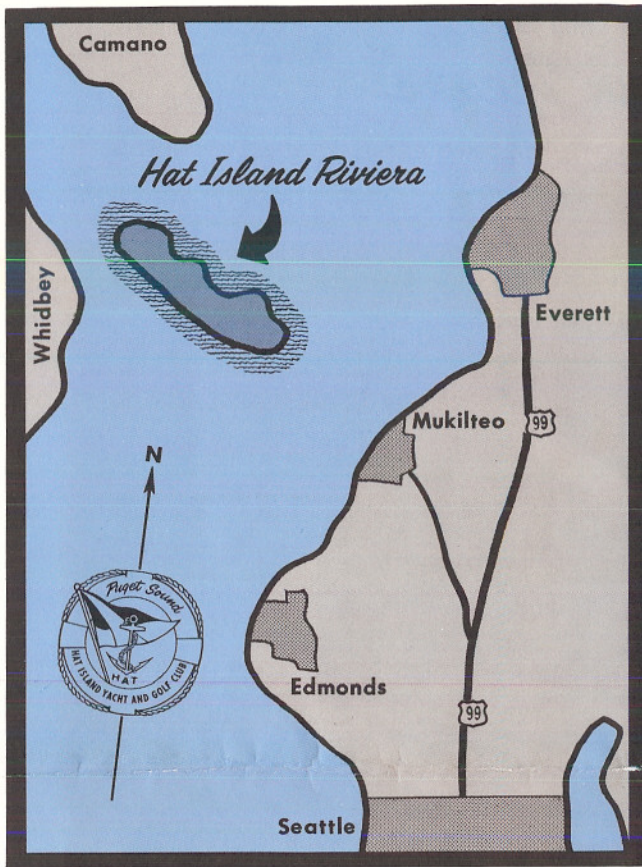 Camano
Hat Island Riviera
Whidbey
Everett
Mukilteo
99
N
Puget Sound
HAT
HAT ISLAND YACHT AND GOLF CLUB
Edmonds
99
Seattle